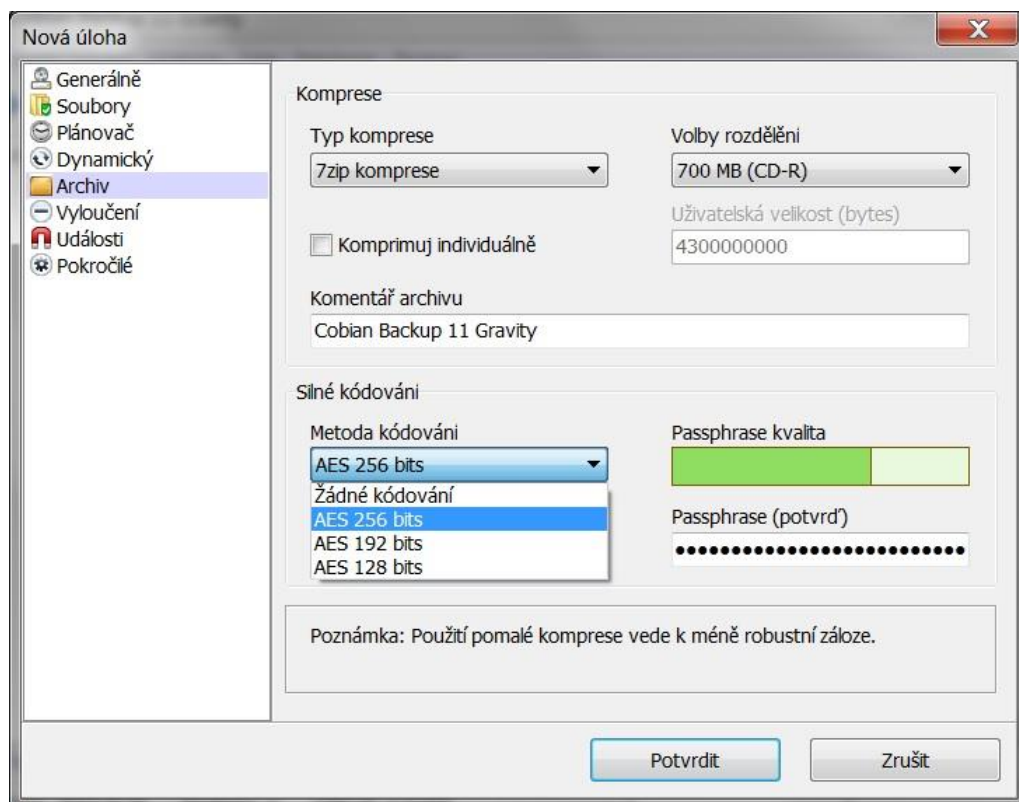 Nová úloha
Generálně
Soubory
Plánovač
Dynamický
Archiv
Vyloučení
Události
Pokročilé
Komprese
Typ komprese
7zip komprese
Volby rozděléni
700 MB (CD-R)
Uživatelská velikost (bytes)
4300000000
Komprimuj individuálně
Komentář archivu
Cobian Backup 11 Gravity
Silné kódováni
Metoda kódováni
AES 256 bits
Žádné kódování
AES 256 bits
AES 192 bits
AES 128 bits
Passphrase kvalita
Passphrase (potvrď)
Poznámka: Použití pomalé komprese vede k méně robustní záloze.
Potvrdit
Zrušit